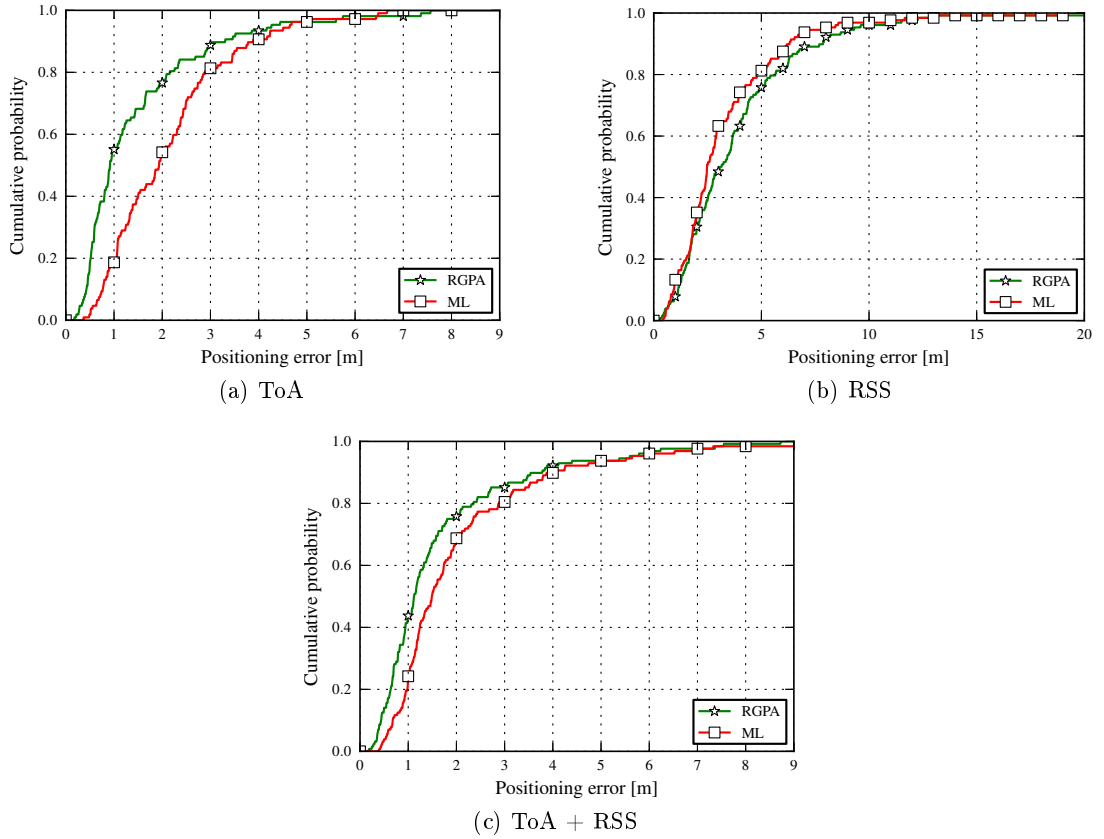 1.0
0.8
0.6
0.4
0.2
0.0
Cumulative probability
0 1 2 3 4 5 6 7 8 9
Positioning error [m]
RGPA
ML
(a) ToA
1.0
0.8
0.6
0.4
0.2
0.0
Cumulative probability
0 5 10 15 20
Positioning error [m]
RGPA
ML
(b) RSS
1.0
0.8
0.6
0.4
0.2
0.0
Cumulative probability
0 1 2 3 4 5 6 7 8 9
Positioning error [m]
RGPA
ML
(c) ToA + RSS